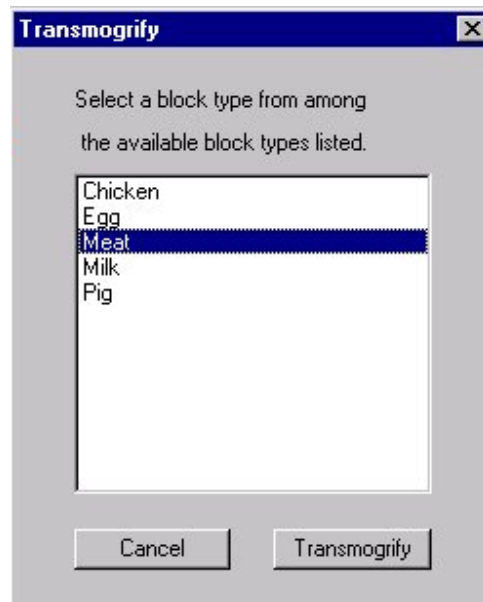 Transmogrify
Select a block type from among
the available block types listed.
Chicken
Egg
Meat
Milk
Pig
Cancel
Transmogrify